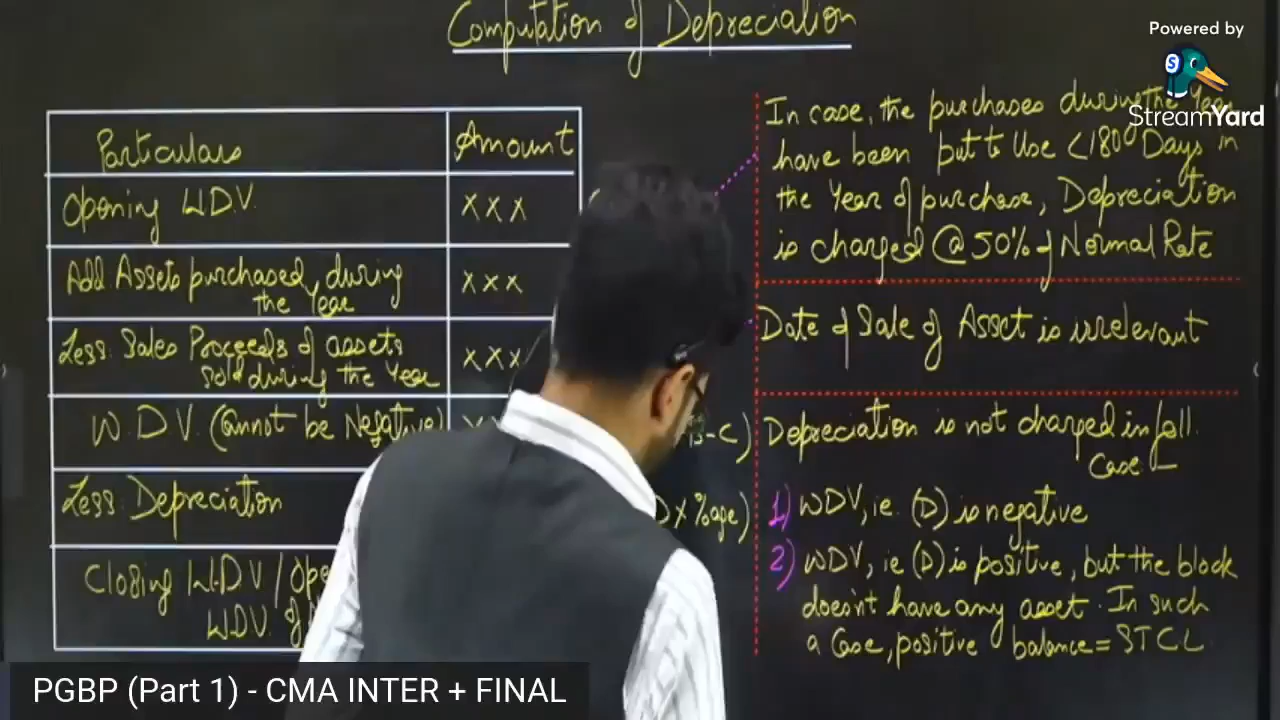 Computation of Depreciation
Powered by
StreamYard
Particulars
Amount
Opening W.D.V.
XXX
Add Assets purchased during
the Year
XXX
Less Sales Proceeds of assets
sold during the Year
XXX
W.D.V. (Cannot be Negative)
B-C)
Less Depreciation
D X %age)
Closing W.D.V /
WDV of
In case, the purchases during the Year
have been put to Use <180 Days in
the Year of purchase, Depreciation
is charged @ 50% of Normal Rate
Date of Sale of Asset is irrelevant
Depreciation is not charged in foll.
Case
1) WDV, ie. (D) is negative
2) WDV, ie (D) is positive, but the block
doesn't have any asset. In such
a Case, positive balance = STCL
PGBP (Part 1) - CMA INTER + FINAL